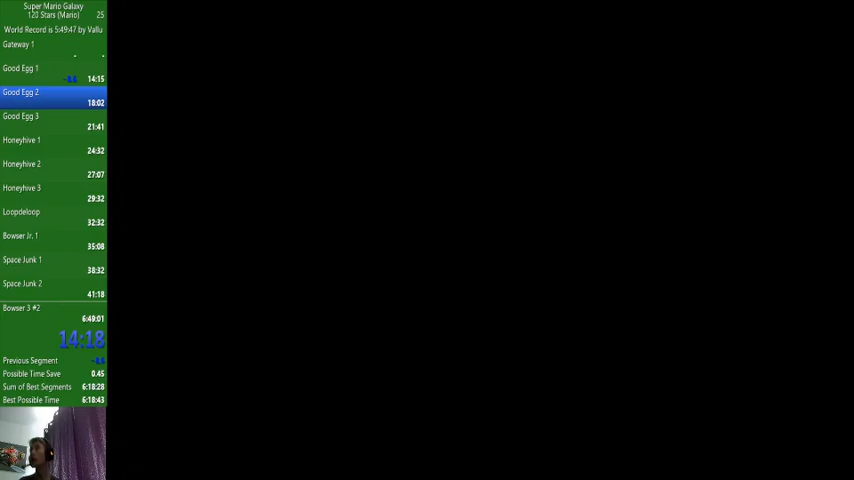 Super Mario Galaxy
120 Stars (Mario) 25
World Record is 5:49:47 by Vallu
Gateway 1
- -
Good Egg 1
-8.6 14:15
Good Egg 2
18:02
Good Egg 3
21:41
Honeyhive 1
24:32
Honeyhive 2
27:07
Honeyhive 3
29:32
Loopdeloop
32:32
Bowser Jr. 1
35:08
Space Junk 1
38:32
Space Junk 2
41:18
Bowser 3 #2
6:49:01
14:18
Previous Segment -8.6
Possible Time Save 0.45
Sum of Best Segments 6:18:28
Best Possible Time 6:18:43